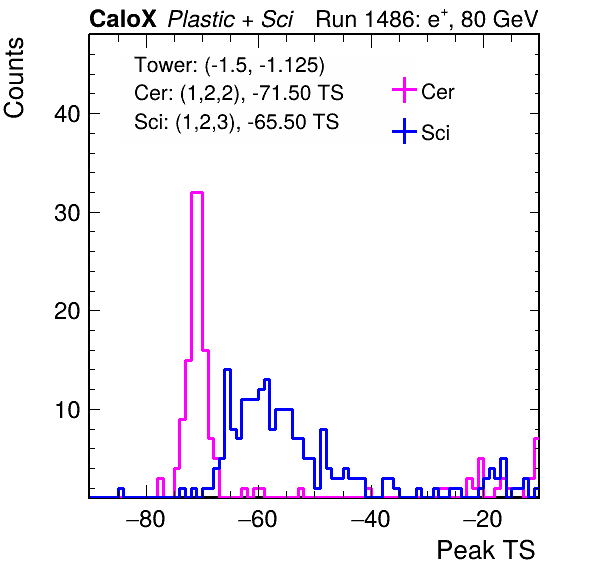 CaloX Plastic + Sci Run 1486: e⁺, 80 GeV
Counts
Tower: (-1.5, -1.125)
Cer: (1,2,2), -71.50 TS
Sci: (1,2,3), -65.50 TS
Cer
Sci
40
30
20
10
−80 −60 −40 −20
Peak TS